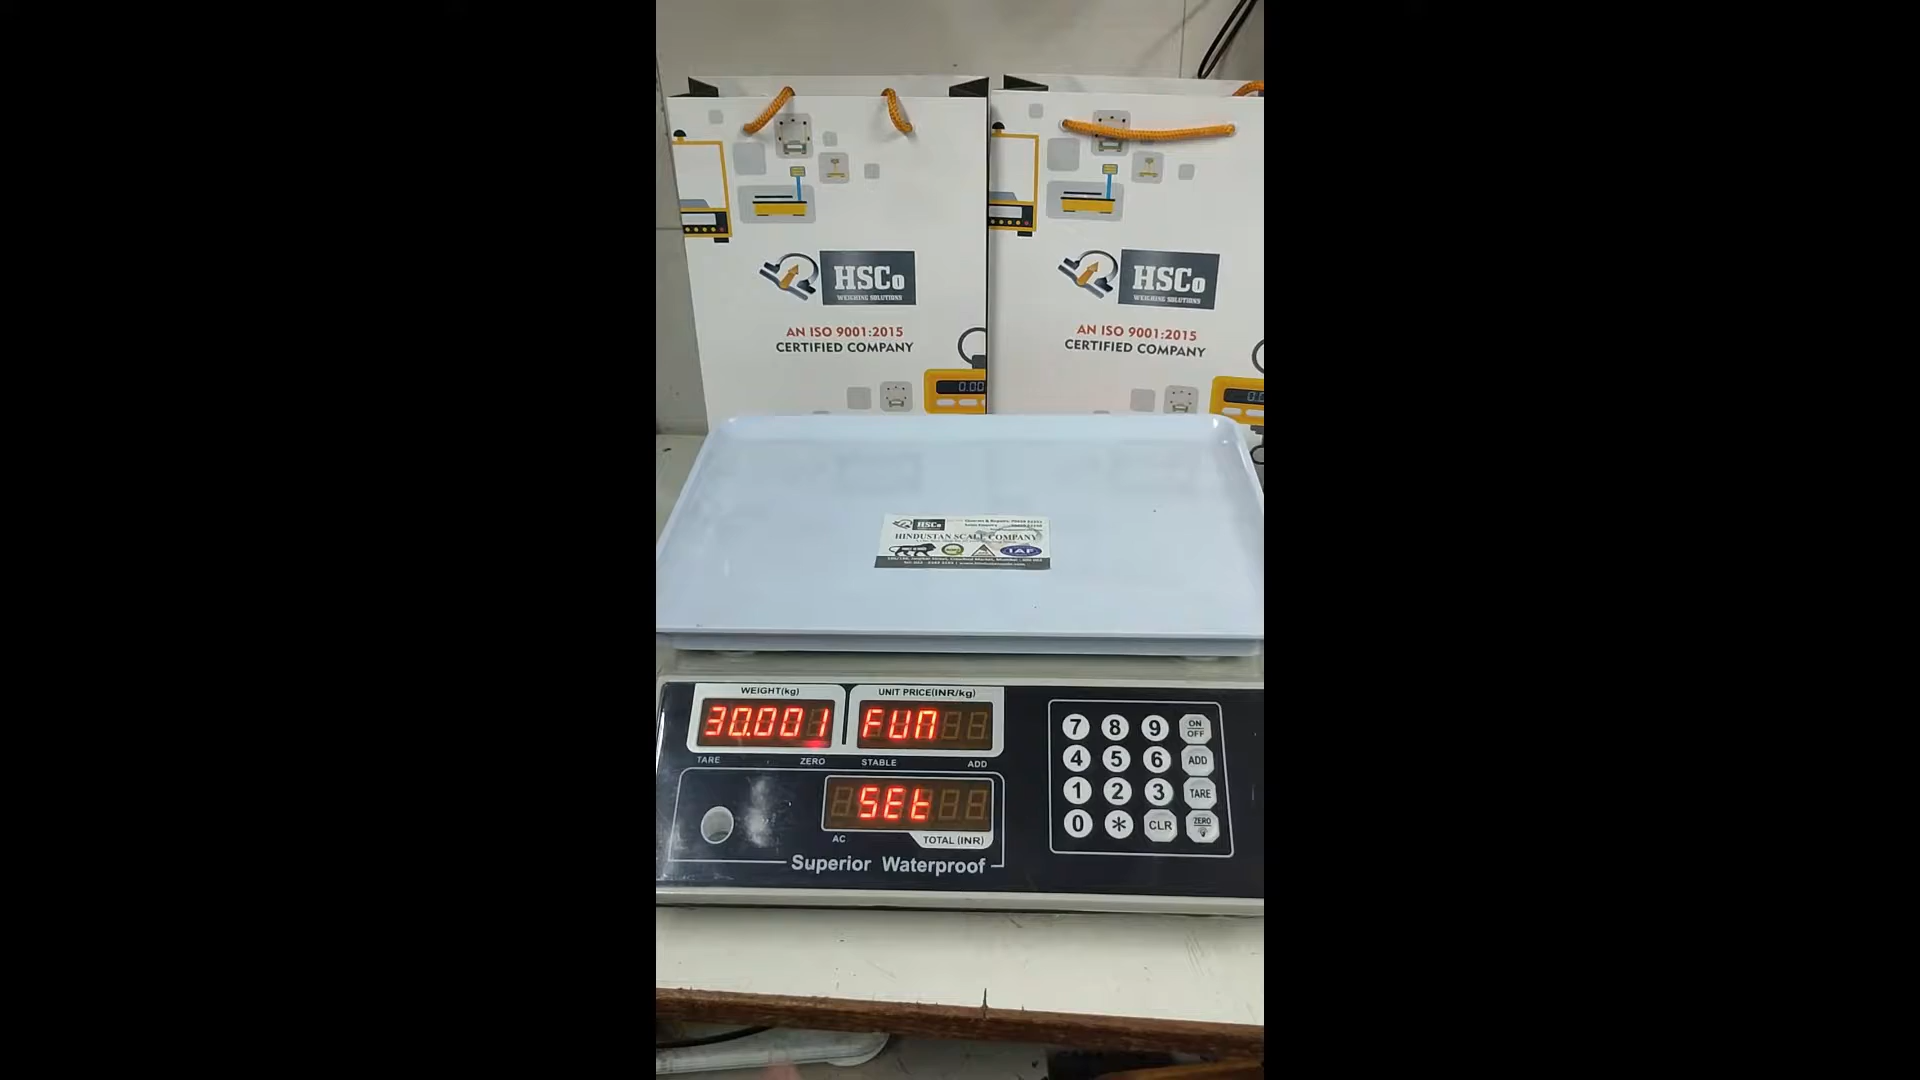 HSCo
WEIGHING SOLUTIONS
AN ISO 9001:2015
CERTIFIED COMPANY
0.00
HSCo
WEIGHING SOLUTIONS
AN ISO 9001:2015
CERTIFIED COMPANY
HSCo
HINDUSTAN SCALE COMPANY
IAF
WEIGHT(kg)
UNIT PRICE(INR/kg)
30.001
FUN
TARE
ZERO
STABLE
ADD
SEt
AC
TOTAL (INR)
Superior Waterproof
7 8 9 ON OFF
4 5 6 ADD
1 2 3 TARE
0 * CLR ZERO